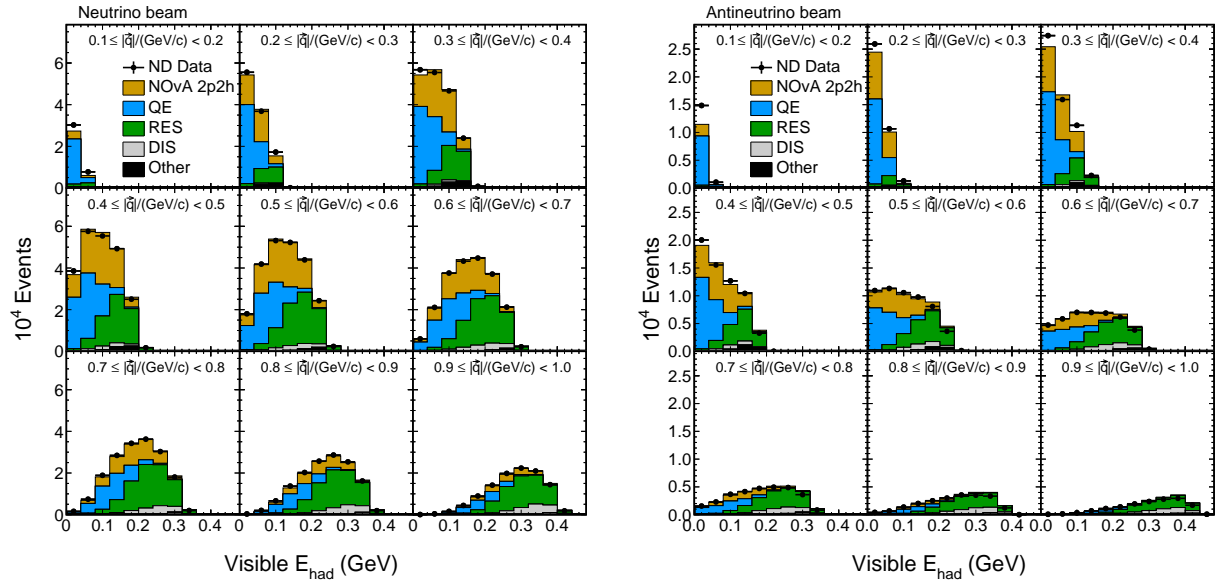 Neutrino beam
0.1 ≤ |q⃗|/(GeV/c) < 0.2
0.2 ≤ |q⃗|/(GeV/c) < 0.3
0.3 ≤ |q⃗|/(GeV/c) < 0.4
ND Data
NOvA 2p2h
QE
RES
DIS
Other
6
4
2
0
0.4 ≤ |q⃗|/(GeV/c) < 0.5
0.5 ≤ |q⃗|/(GeV/c) < 0.6
0.6 ≤ |q⃗|/(GeV/c) < 0.7
6
4
2
0
10⁴ Events
0.7 ≤ |q⃗|/(GeV/c) < 0.8
0.8 ≤ |q⃗|/(GeV/c) < 0.9
0.9 ≤ |q⃗|/(GeV/c) < 1.0
6
4
2
0
0 0.1 0.2 0.3 0.4 0 0.1 0.2 0.3 0.4 0 0.1 0.2 0.3 0.4
Visible E_had (GeV)
Antineutrino beam
0.1 ≤ |q⃗|/(GeV/c) < 0.2
0.2 ≤ |q⃗|/(GeV/c) < 0.3
0.3 ≤ |q⃗|/(GeV/c) < 0.4
ND Data
NOvA 2p2h
QE
RES
DIS
Other
2.5
2.0
1.5
1.0
0.5
0.0
0.4 ≤ |q⃗|/(GeV/c) < 0.5
0.5 ≤ |q⃗|/(GeV/c) < 0.6
0.6 ≤ |q⃗|/(GeV/c) < 0.7
2.5
2.0
1.5
1.0
0.5
0.0
10⁴ Events
0.7 ≤ |q⃗|/(GeV/c) < 0.8
0.8 ≤ |q⃗|/(GeV/c) < 0.9
0.9 ≤ |q⃗|/(GeV/c) < 1.0
2.5
2.0
1.5
1.0
0.5
0.0
0 0.1 0.2 0.3 0.4 0 0.1 0.2 0.3 0.4 0 0.1 0.2 0.3 0.4
Visible E_had (GeV)